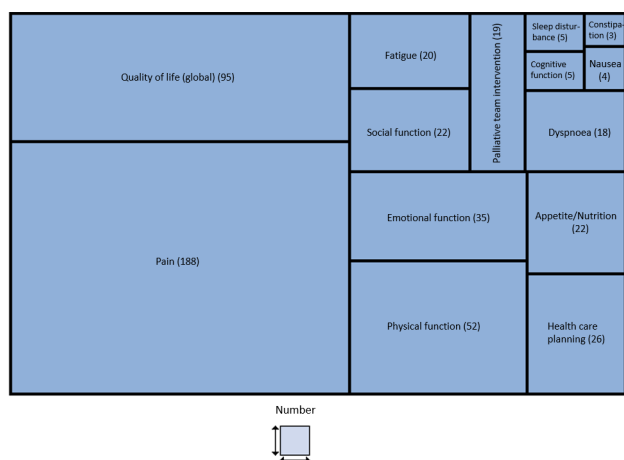 Quality of life (global) (95)
Pain (188)
Fatigue (20)
Social function (22)
Palliative team intervention (19)
Sleep distur-
bance (5)
Constipa-
tion (3)
Cognitive
function (5)
Nausea
(4)
Dyspnoea (18)
Emotional function (35)
Appetite/Nutrition
(22)
Physical function (52)
Health care
planning (26)
Number